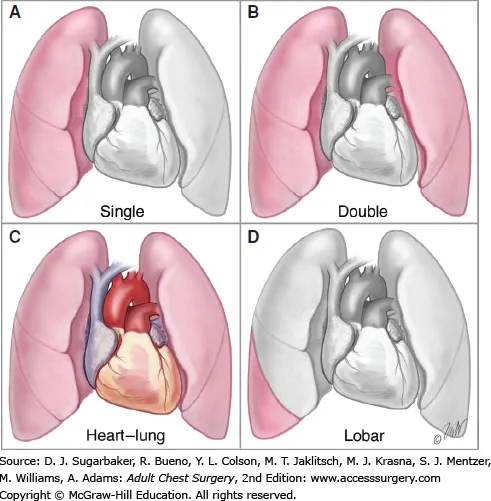 A
Single
B
Double
C
Heart–lung
D
Lobar
©
Source: D. J. Sugarbaker, R. Bueno, Y. L. Colson, M. T. Jaklitsch, M. J. Krasna, S. J. Mentzer,
M. Williams, A. Adams: Adult Chest Surgery, 2nd Edition: www.accesssurgery.com
Copyright © McGraw-Hill Education. All rights reserved.